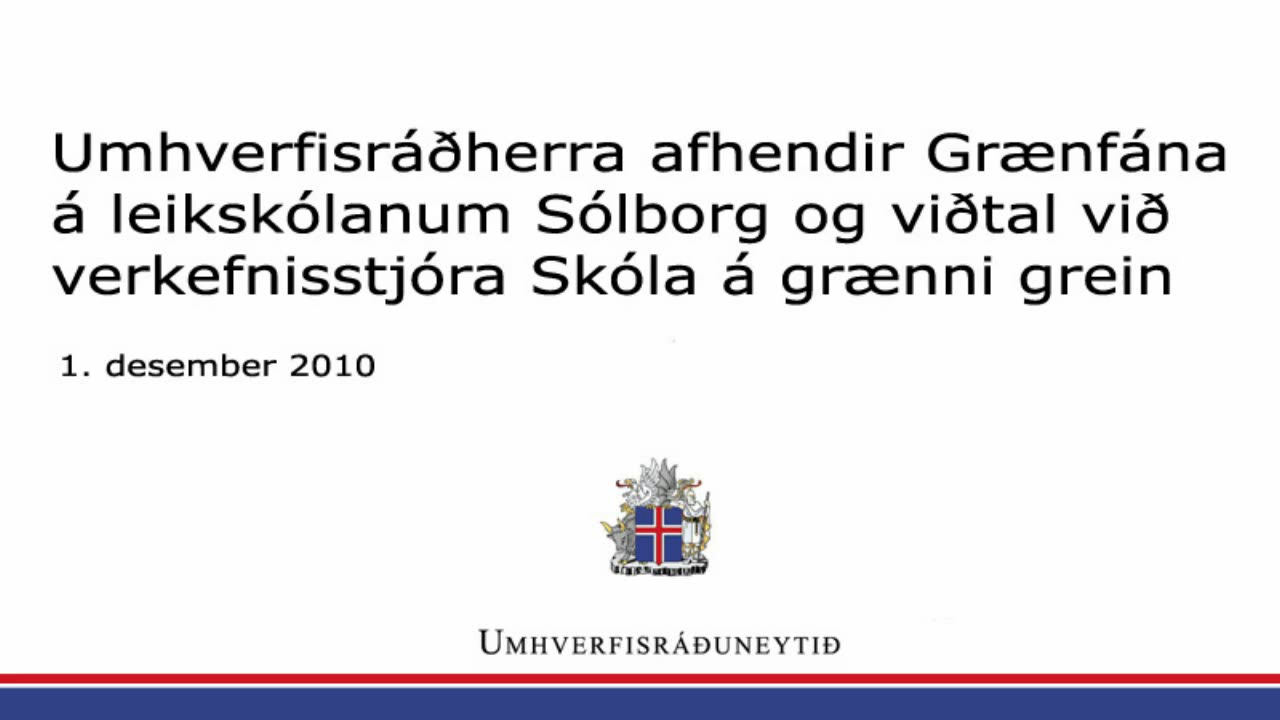 Umhverfisráðherra afhendir Grænfána
á leikskólanum Sólborg og viðtal við
verkefnisstjóra Skóla á grænni grein
1. desember 2010
UMHVERFISRÁÐUNEYTIÐ